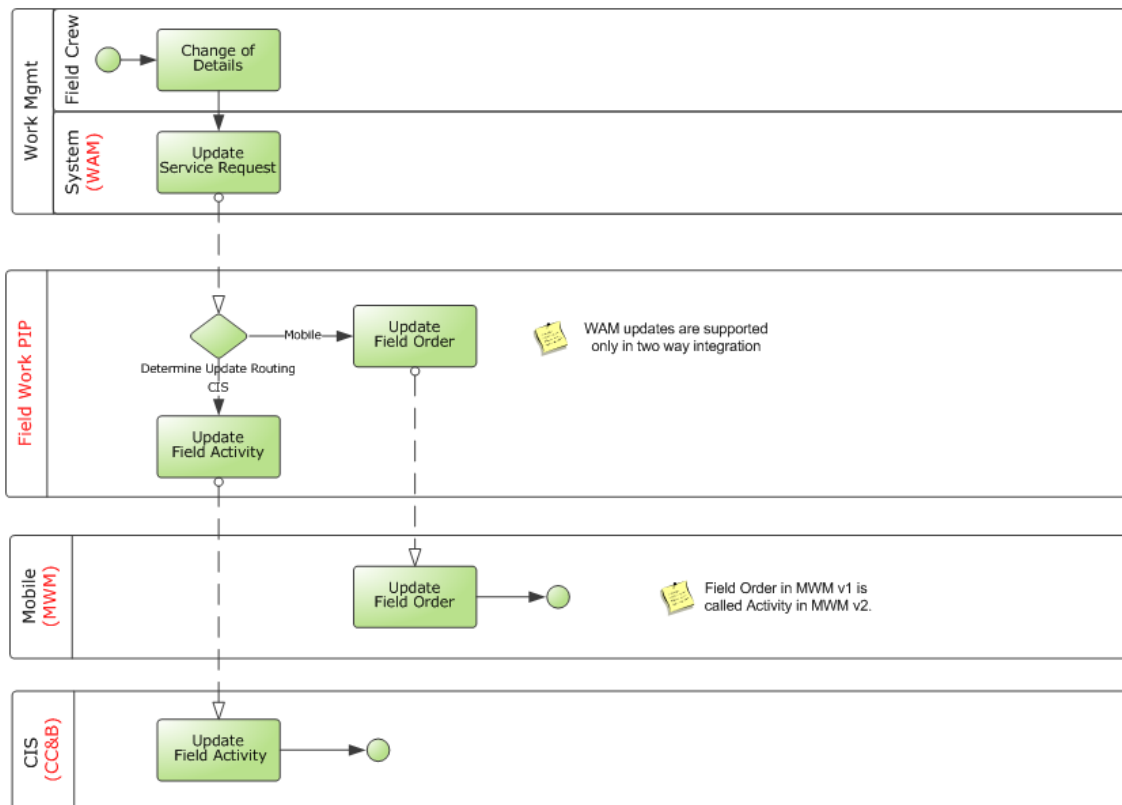 Work Mgmt
Field Crew
Change of
Details
System
(WAM)
Update
Service Request
Field Work PIP
Mobile
Update
Field Order
WAM updates are supported
only in two way integration
Determine Update Routing
CIS
Update
Field Activity
Mobile
(MWM)
Update
Field Order
Field Order in MWM v1 is
called Activity in MWM v2.
CIS
(CC&B)
Update
Field Activity